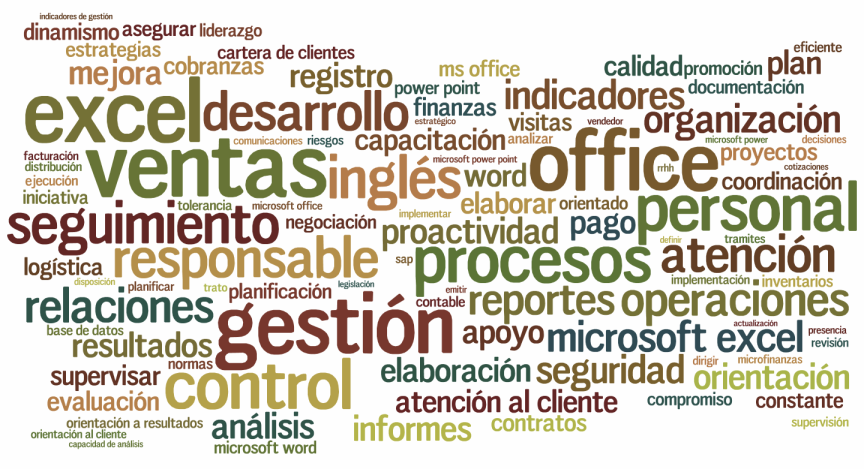 indicadores de gestión
dinamismo
asegurar
liderazgo
estrategias
cartera de clientes
eficiente
mejora
cobranzas
registro
ms office
calidad
promoción
plan
excel
desarrollo
power point
finanzas
indicadores
documentación
estratégico
visitas
vendedor
organización
comunicaciones
riesgos
capacitación
analizar
office
microsoft power
decisiones
facturación
ventas
inglés
microsoft power point
rrhh
proyectos
distribución
word
cotizaciones
ejecución
coordinación
iniciativa
tolerancia
microsoft office
elaborar
orientado
personal
seguimiento
negociación
implementar
proactividad
pago
definir
tramites
logística
responsable
sap
procesos
atención
disposición
planificar
trato
legislación
emitir
implementación
inventarios
relaciones
planificación
contable
reportes
operaciones
base de datos
gestión
apoyo
microsoft excel
actualización
presencia
resultados
revisión
normas
supervisar
control
elaboración
seguridad
dirigir
microfinanzas
orientación
evaluación
atención al cliente
compromiso
constante
orientación a resultados
análisis
informes
contratos
supervisión
orientación al cliente
capacidad de análisis
microsoft word